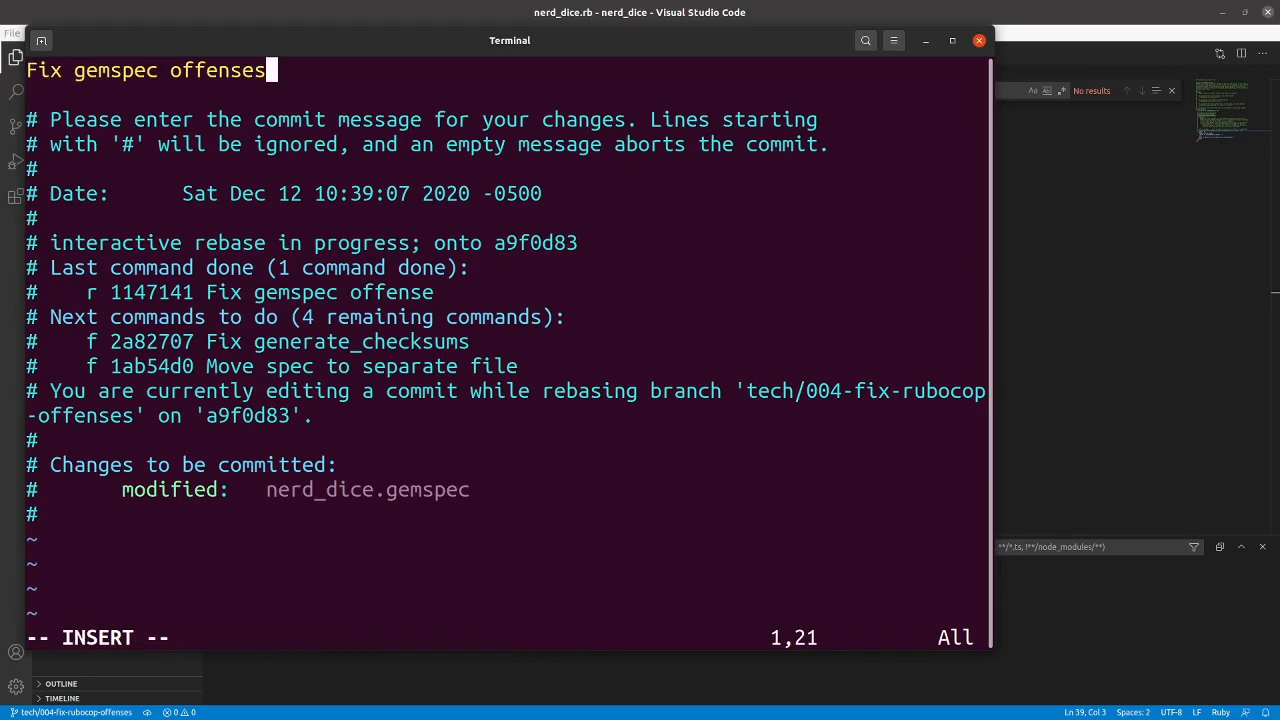 nerd_dice.rb - nerd_dice - Visual Studio Code
File
Terminal
Fix gemspec offenses
# Please enter the commit message for your changes. Lines starting
# with '#' will be ignored, and an empty message aborts the commit.
#
# Date:      Sat Dec 12 10:39:07 2020 -0500
#
# interactive rebase in progress; onto a9f0d83
# Last command done (1 command done):
#    r 1147141 Fix gemspec offense
# Next commands to do (4 remaining commands):
#    f 2a82707 Fix generate_checksums
#    f 1ab54d0 Move spec to separate file
# You are currently editing a commit while rebasing branch 'tech/004-fix-rubocop
-offenses' on 'a9f0d83'.
#
# Changes to be committed:
#       modified:   nerd_dice.gemspec
#
~
~
~
~
-- INSERT --
1,21
All
Aa
Ab
No results
**/*.ts, !**/node_modules/**)
OUTLINE
TIMELINE
tech/004-fix-rubocop-offenses
0
0
Ln 39, Col 3
Spaces: 2
UTF-8
LF
Ruby